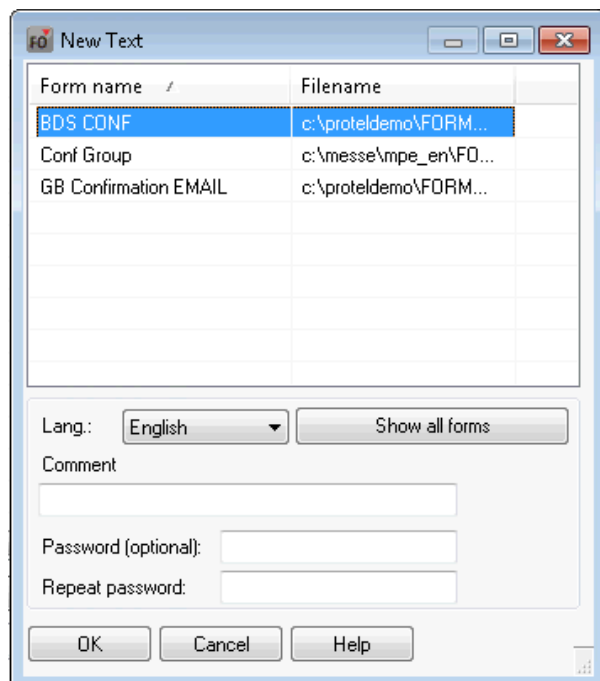 FO New Text
Form name Filename
BDS CONF c:\proteldemo\FORM...
Conf Group c:\messe\mpe_en\FO...
GB Confirmation EMAIL c:\proteldemo\FORM...
Lang.: English Show all forms
Comment
Password (optional):
Repeat password:
OK Cancel Help